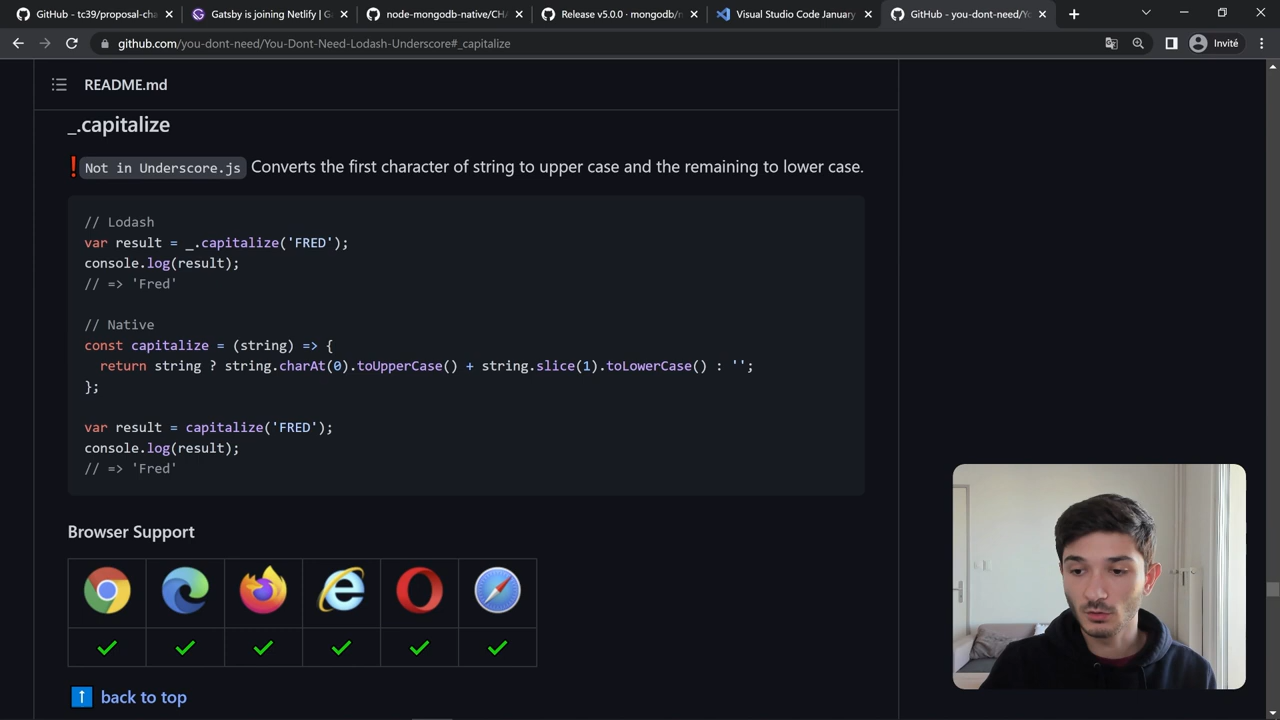 GitHub - tc39/proposal-cha
Gatsby is joining Netlify | G
node-mongodb-native/CHA
Release v5.0.0 · mongodb/n
Visual Studio Code January
GitHub - you-dont-need/Yo
github.com/you-dont-need/You-Dont-Need-Lodash-Underscore#_capitalize
Invité
README.md
_.capitalize
❗ Not in Underscore.js Converts the first character of string to upper case and the remaining to lower case.
// Lodash
var result = _.capitalize('FRED');
console.log(result);
// => 'Fred'
// Native
const capitalize = (string) => {
return string ? string.charAt(0).toUpperCase() + string.slice(1).toLowerCase() : '';
};
var result = capitalize('FRED');
console.log(result);
// => 'Fred'
Browser Support
back to top